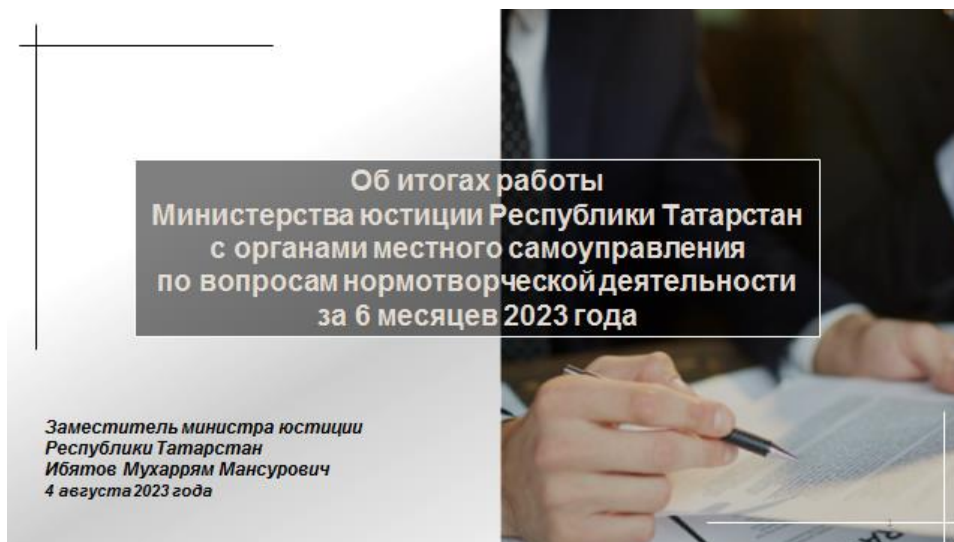 Об итогах работы
Министерства юстиции Республики Татарстан
с органами местного самоуправления
по вопросам нормотворческой деятельности
за 6 месяцев 2023 года
Заместитель министра юстиции
Республики Татарстан
Ибятов Мухаррям Мансурович
4 августа 2023 года